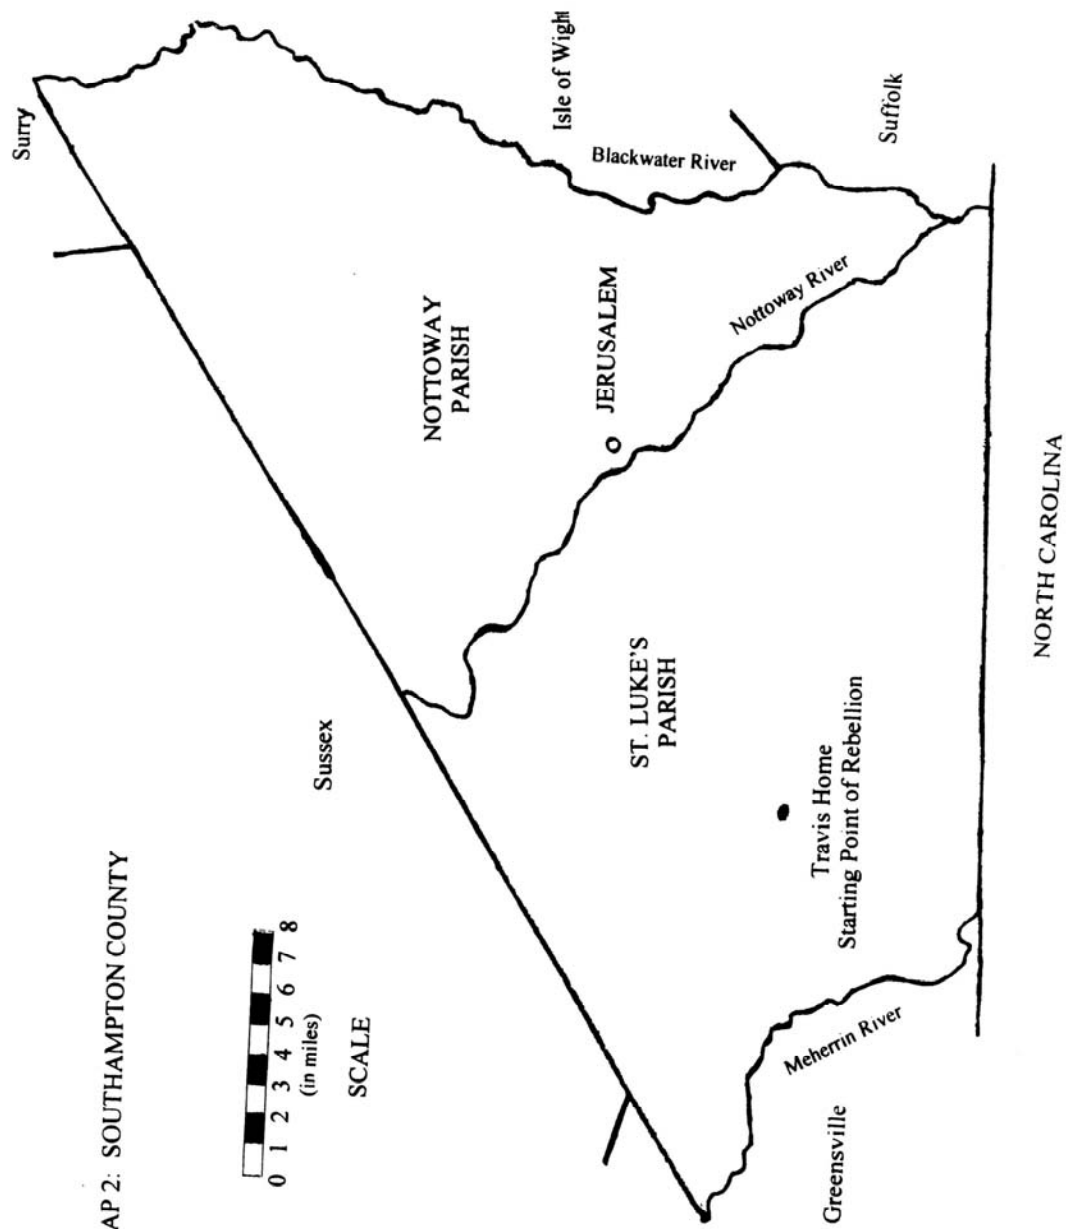 AP 2: SOUTHAMPTON COUNTY
0 1 2 3 4 5 6 7 8
(in miles)
SCALE
Surry
Sussex
Isle of Wight
Suffolk
Greensville
NOTTOWAY
PARISH
JERUSALEM
Blackwater River
Nottoway River
ST. LUKE'S
PARISH
Travis Home
Starting Point of Rebellion
Meherrin River
NORTH CAROLINA